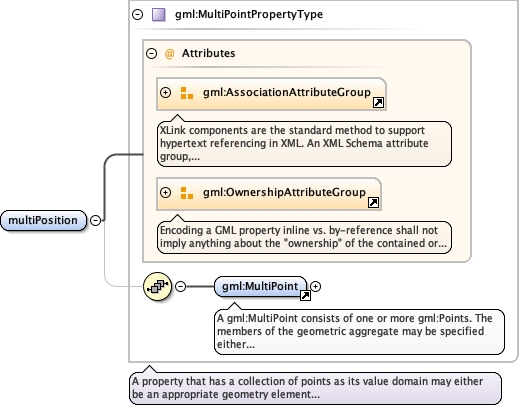 gml:MultiPointPropertyType
@ Attributes
gml:AssociationAttributeGroup
XLink components are the standard method to support
hypertext referencing in XML. An XML Schema attribute
group,...
gml:OwnershipAttributeGroup
Encoding a GML property inline vs. by-reference shall not
imply anything about the "ownership" of the contained or...
multiPosition
gml:MultiPoint
A gml:MultiPoint consists of one or more gml:Points. The
members of the geometric aggregate may be specified
either...
A property that has a collection of points as its value domain may either
be an appropriate geometry element...